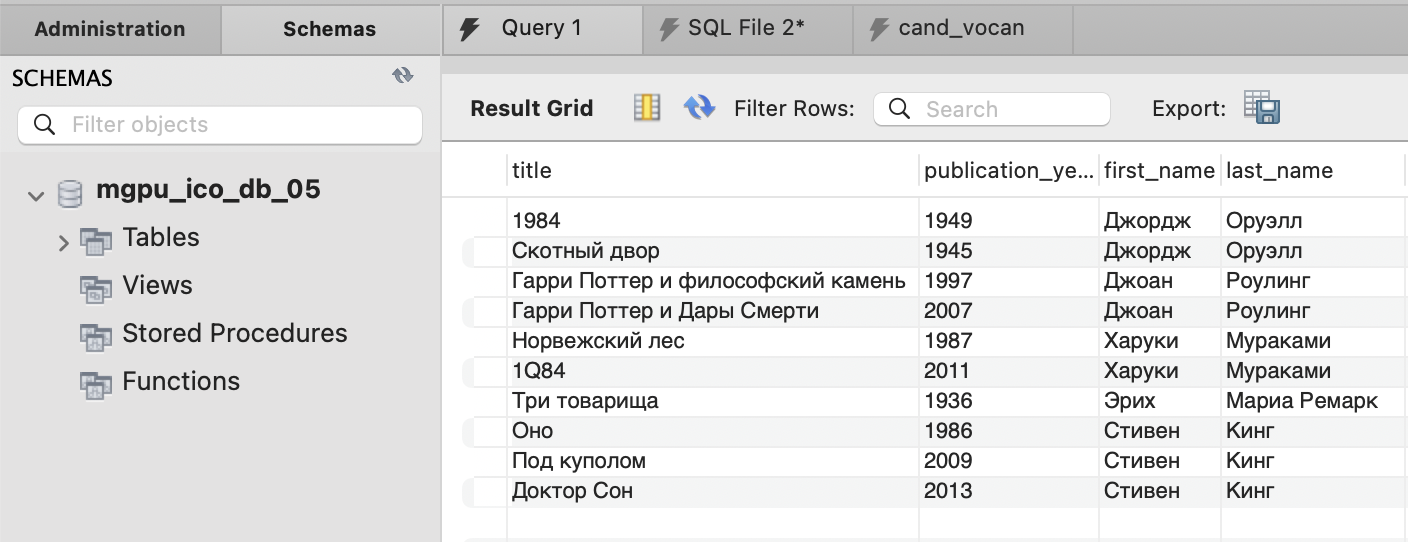 Administration Schemas
SCHEMAS
Filter objects
mgpu_ico_db_05
Tables
Views
Stored Procedures
Functions
Query 1 SQL File 2* cand_vocan
Result Grid Filter Rows: Search Export:
title publication_ye... first_name last_name
1984 1949 Джордж Оруэлл
Скотный двор 1945 Джордж Оруэлл
Гарри Поттер и философский камень 1997 Джоан Роулинг
Гарри Поттер и Дары Смерти 2007 Джоан Роулинг
Норвежский лес 1987 Харуки Мураками
1Q84 2011 Харуки Мураками
Три товарища 1936 Эрих Мариа Ремарк
Оно 1986 Стивен Кинг
Под куполом 2009 Стивен Кинг
Доктор Сон 2013 Стивен Кинг